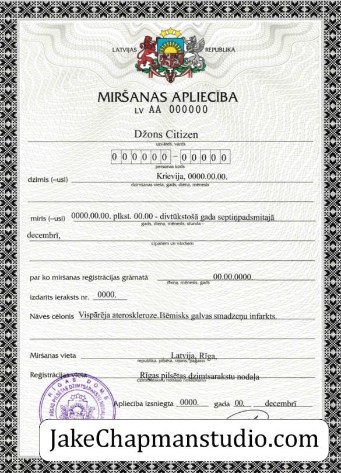 LATVIJAS REPUBLIKA
MIRŠANAS APLIECĪBA
LV AA 000000
Džons Citizen
uzvārds, vārds
000000-00000
personas kods
dzimis (–usi) Krievija, 0000.00.00.
dzimšanas vieta, gads, diena, mēnesis
miris (–usi) 0000.00.00. plkst. 00.00 - divtūkstošā gada septiņpadsmitajā
gads, diena, mēnesis, stunda –
decembrī,
cipariem un vārdiem
par ko miršanas reģistrācijas grāmatā 00.00.0000.
diena, mēnesis, gads
izdarīts ieraksts nr. 0000.
Nāves cēlonis Vispārēja ateroskleroze. Išēmisks galvas smadzeņu infarkts.
Miršanas vieta Latvija, Rīga,
republika, pilsēta, rajons, pagasts
Reģistrācijas vieta Rīgas pilsētas dzimtsarakstu nodaļa
Apliecība izsniegta 0000. gada 00. decembrī
RĪGAS DOME
JakeChapmanstudio.com